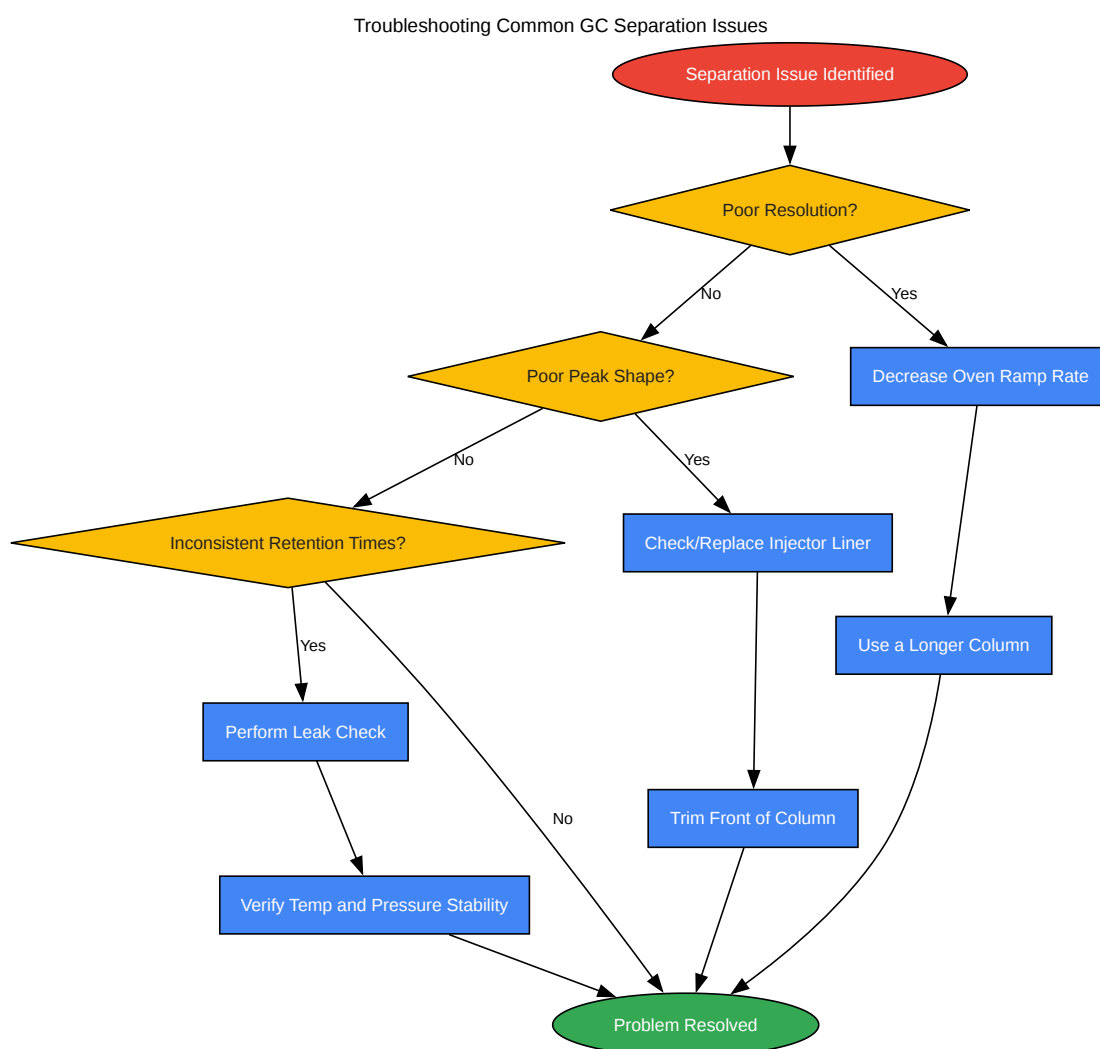 Troubleshooting Common GC Separation Issues
Separation Issue Identified
Poor Resolution?
No
Yes
Poor Peak Shape?
Decrease Oven Ramp Rate
No
Yes
Inconsistent Retention Times?
Check/Replace Injector Liner
Yes
Use a Longer Column
Perform Leak Check
No
Trim Front of Column
Verify Temp and Pressure Stability
Problem Resolved